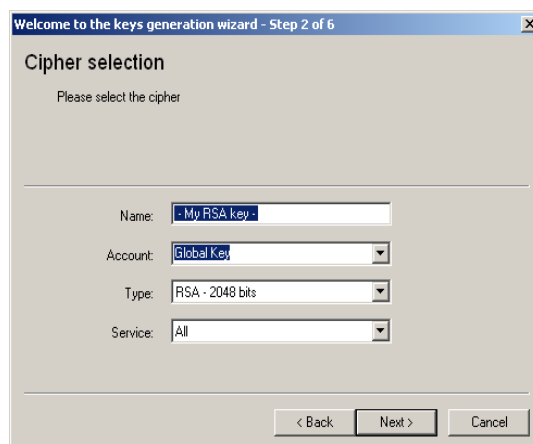 Welcome to the keys generation wizard - Step 2 of 6
Cipher selection
Please select the cipher
Name: - My RSA key -
Account: Global Key
Type: RSA - 2048 bits
Service: All
< Back Next > Cancel